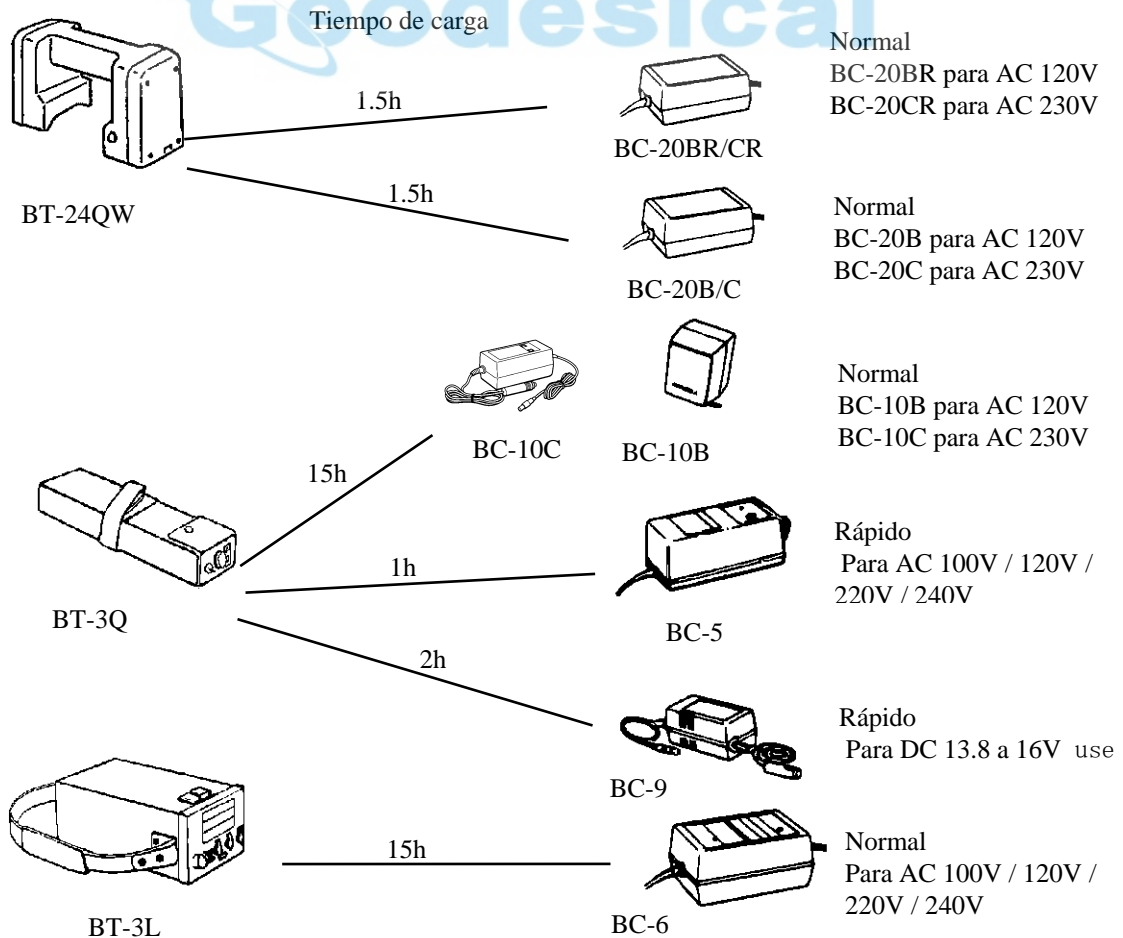 Geodesical
Tiempo de carga
Normal
BC-20BR para AC 120V
BC-20CR para AC 230V
1.5h
BC-20BR/CR
BT-24QW
1.5h
Normal
BC-20B para AC 120V
BC-20C para AC 230V
BC-20B/C
Normal
BC-10B para AC 120V
BC-10C para AC 230V
BC-10C
BC-10B
15h
Rápido
Para AC 100V / 120V /
220V / 240V
1h
BT-3Q
BC-5
2h
Rápido
Para DC 13.8 a 16V use
BC-9
Normal
Para AC 100V / 120V /
220V / 240V
15h
BT-3L
BC-6